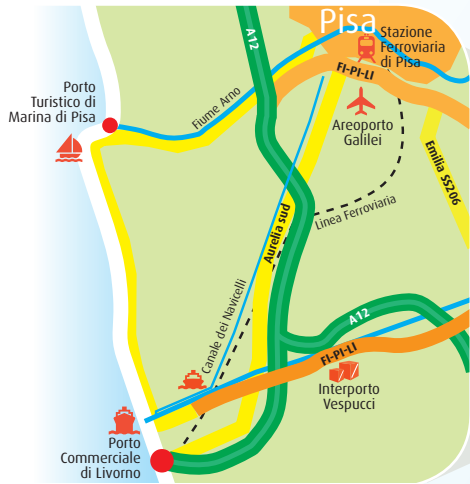 Pisa
Stazione
Ferroviaria
di Pisa
A12
FI-PI-LI
Porto
Turistico di
Marina di Pisa
Fiume Arno
Areoporto
Galilei
Emilia SS206
Aurelia sud
Linea Ferroviaria
Canale dei Navicelli
A12
FI-PI-LI
Interporto
Vespucci
Porto
Commerciale
di Livorno